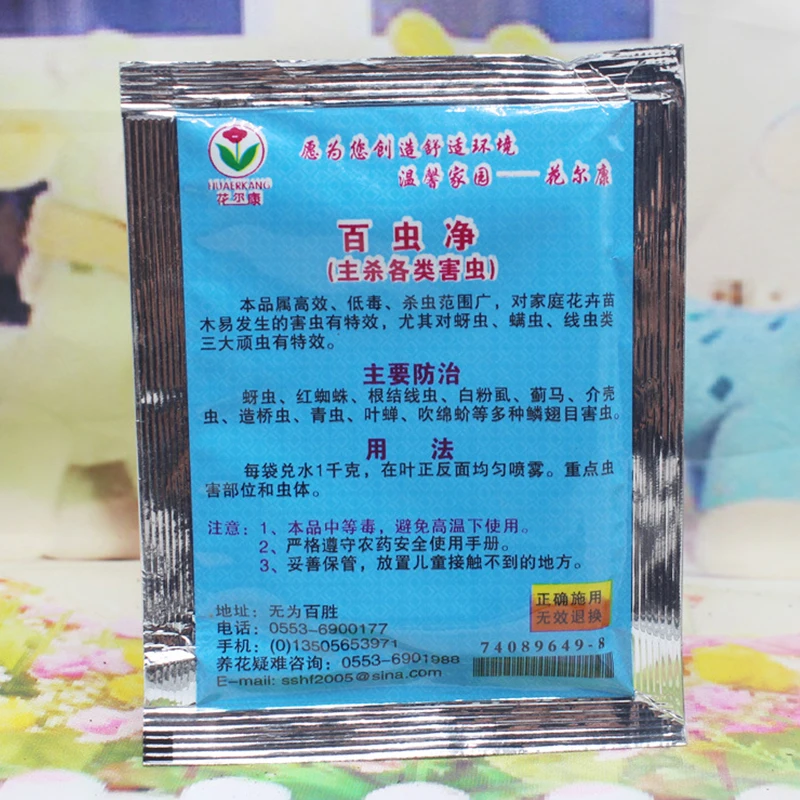 愿为您创造舒适环境
温馨家园——花尔康
HUAERKANG
花尔康
百虫净
(主杀各类害虫)
本品属高效、低毒、杀虫范围广，对家庭花卉苗
木易发生的害虫有特效，尤其对蚜虫、螨虫、线虫类
三大顽虫有特效。
主要防治
蚜虫、红蜘蛛、根结线虫、白粉虱、蓟马、介壳
虫、造桥虫、青虫、叶蝉、吹绵蚧等多种鳞翅目害虫。
用 法
每袋兑水1千克，在叶正反面均匀喷雾。重点虫
害部位和虫体。
注意：1、本品中等毒，避免高温下使用。
2、严格遵守农药安全使用手册。
3、妥善保管，放置儿童接触不到的地方。
地址：无为百胜
电话：0553-6900177
手机：(0)13505653971
养花疑难咨询：0553-6901988
E-mail: sshf2005@sina.com
正确施用
无效退换
74089649-8